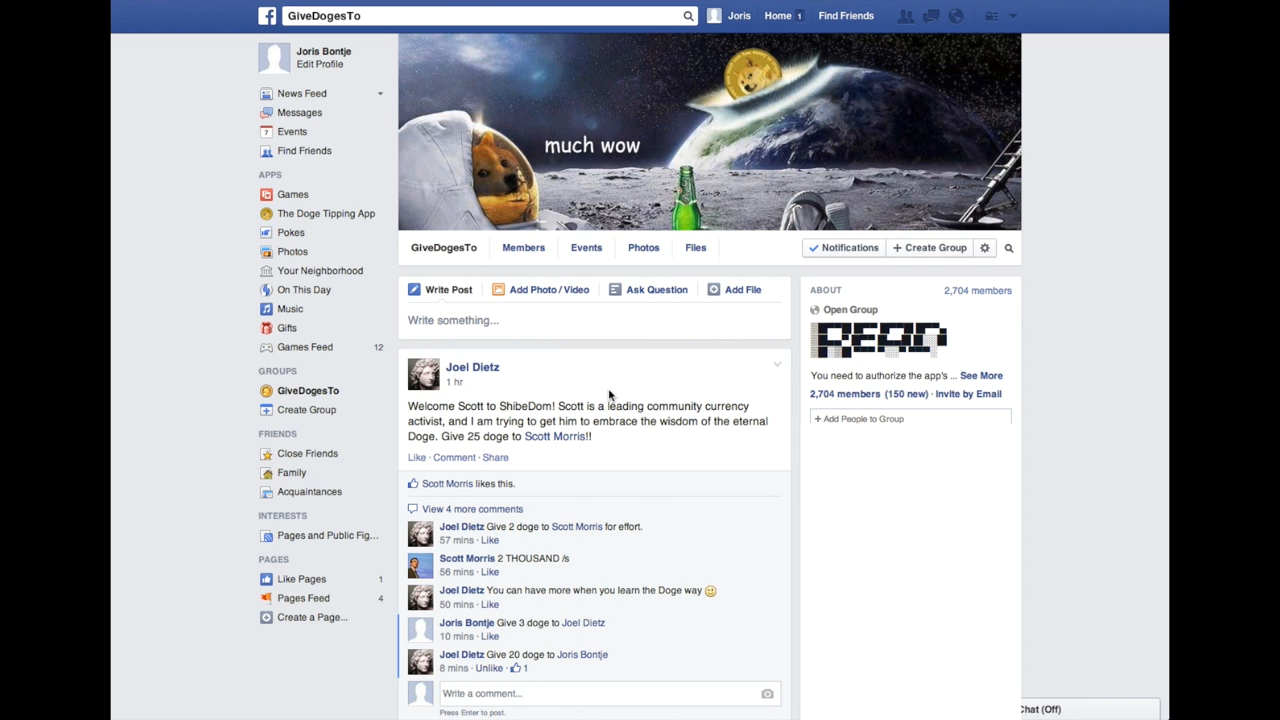 GiveDogesTo
Joris
Home 1
Find Friends
Joris Bontje
Edit Profile
News Feed
Messages
7 Events
Find Friends
APPS
Games
The Doge Tipping App
Pokes
Photos
Your Neighborhood
On This Day
Music
Gifts
Games Feed 12
GROUPS
GiveDogesTo
Create Group
FRIENDS
Close Friends
Family
Acquaintances
INTERESTS
Pages and Public Fig...
PAGES
Like Pages 1
Pages Feed 4
Create a Page...
much wow
GiveDogesTo Members Events Photos Files
Notifications + Create Group
Write Post Add Photo / Video Ask Question Add File
Write something...
Joel Dietz
1 hr
Welcome Scott to ShibeDom! Scott is a leading community currency
activist, and I am trying to get him to embrace the wisdom of the eternal
Doge. Give 25 doge to Scott Morris!!
Like · Comment · Share
Scott Morris likes this.
View 4 more comments
Joel Dietz Give 2 doge to Scott Morris for effort.
57 mins · Like
Scott Morris 2 THOUSAND /s
56 mins · Like
Joel Dietz You can have more when you learn the Doge way
50 mins · Like
Joris Bontje Give 3 doge to Joel Dietz
10 mins · Like
Joel Dietz Give 20 doge to Joris Bontje
8 mins · Unlike · 1
Write a comment...
Press Enter to post.
ABOUT 2,704 members
Open Group
You need to authorize the app's ... See More
2,704 members (150 new) · Invite by Email
+ Add People to Group
Chat (Off)